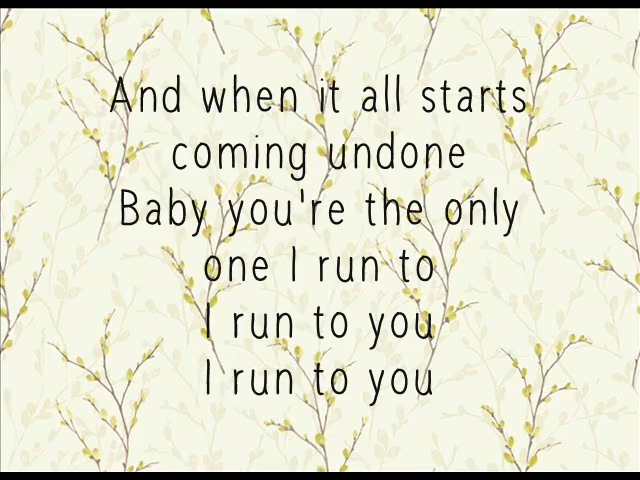 And when it all starts
coming undone
Baby you're the only
one I run to
I run to you
I run to you